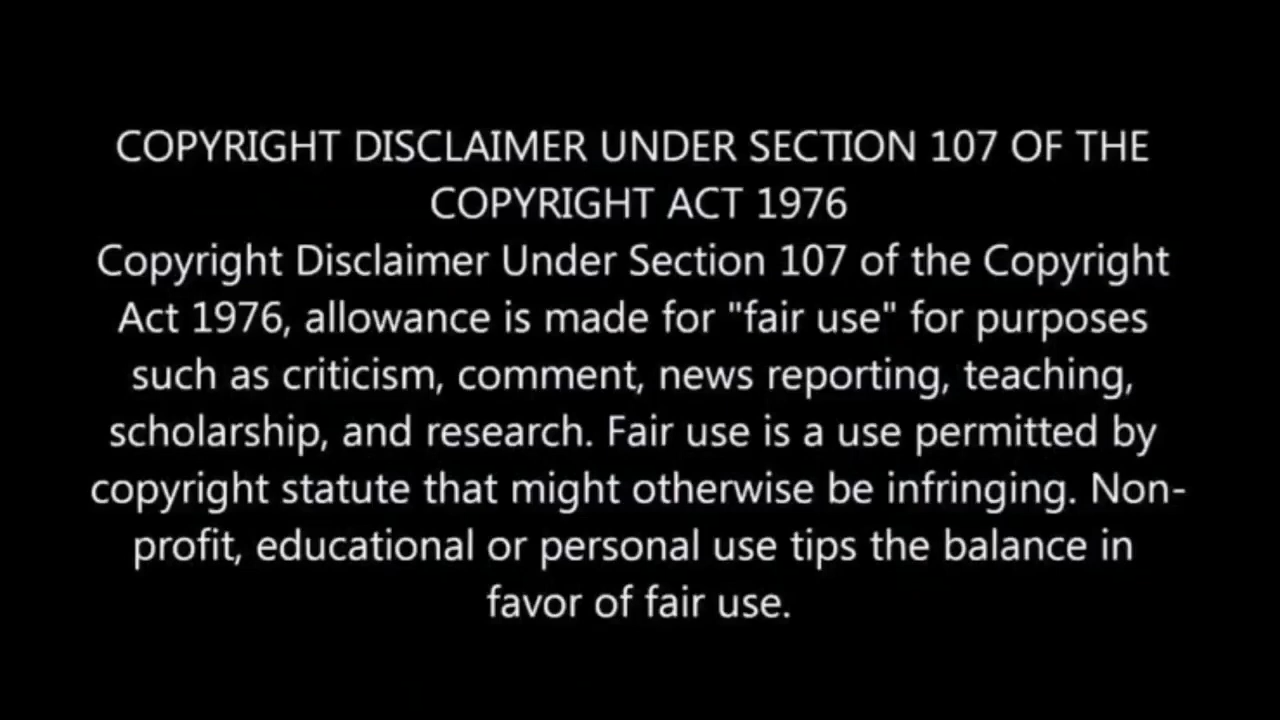 COPYRIGHT DISCLAIMER UNDER SECTION 107 OF THE
COPYRIGHT ACT 1976
Copyright Disclaimer Under Section 107 of the Copyright
Act 1976, allowance is made for "fair use" for purposes
such as criticism, comment, news reporting, teaching,
scholarship, and research. Fair use is a use permitted by
copyright statute that might otherwise be infringing. Non-
profit, educational or personal use tips the balance in
favor of fair use.